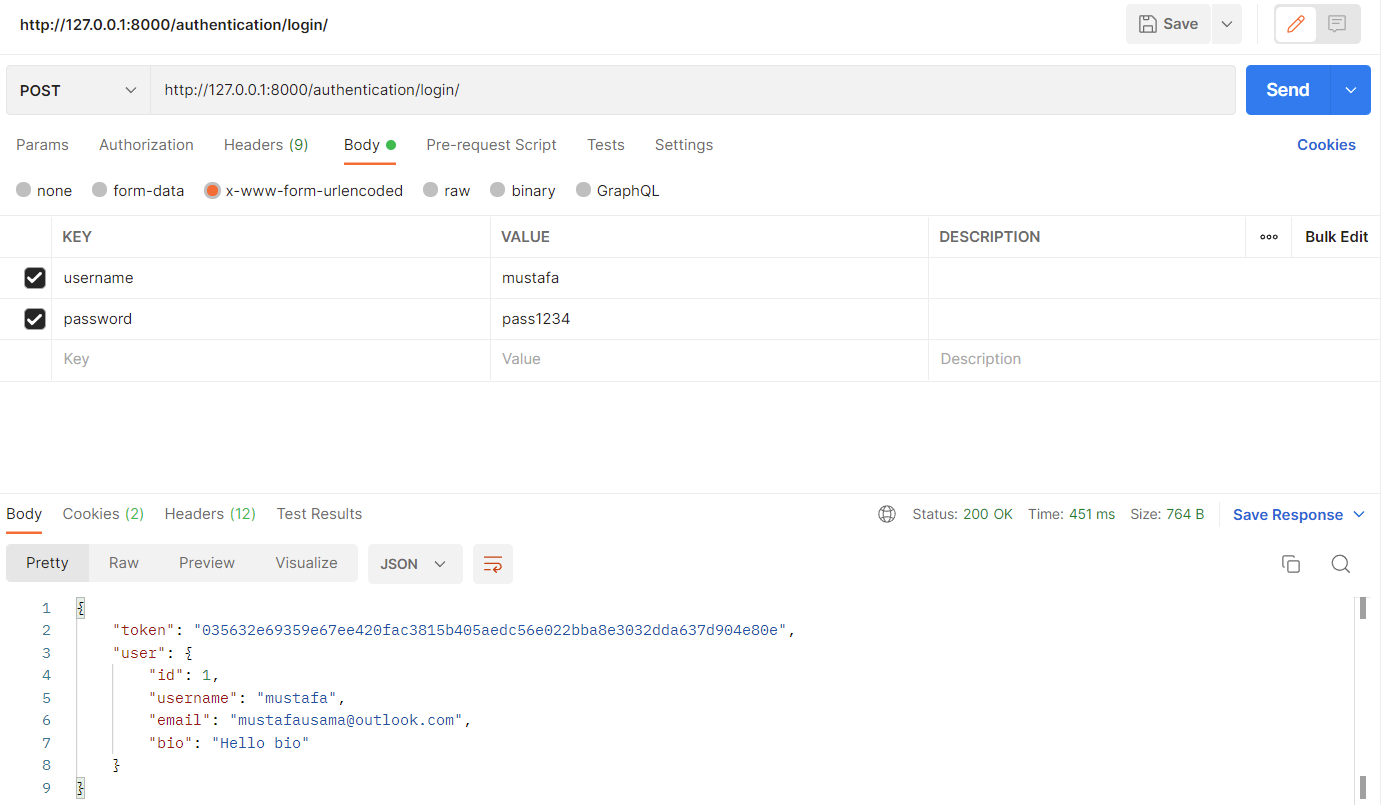 http://127.0.0.1:8000/authentication/login/ Save
POST http://127.0.0.1:8000/authentication/login/ Send
Params Authorization Headers (9) Body Pre-request Script Tests Settings Cookies
none form-data x-www-form-urlencoded raw binary GraphQL
KEY VALUE DESCRIPTION Bulk Edit
username mustafa
password pass1234
Key Value Description
Body Cookies (2) Headers (12) Test Results Status: 200 OK Time: 451 ms Size: 764 B Save Response
Pretty Raw Preview Visualize JSON
1 {
2 "token": "035632e69359e67ee420fac3815b405aedc56e022bba8e3032dda637d904e80e",
3 "user": {
4 "id": 1,
5 "username": "mustafa",
6 "email": "mustafausama@outlook.com",
7 "bio": "Hello bio"
8 }
9 }